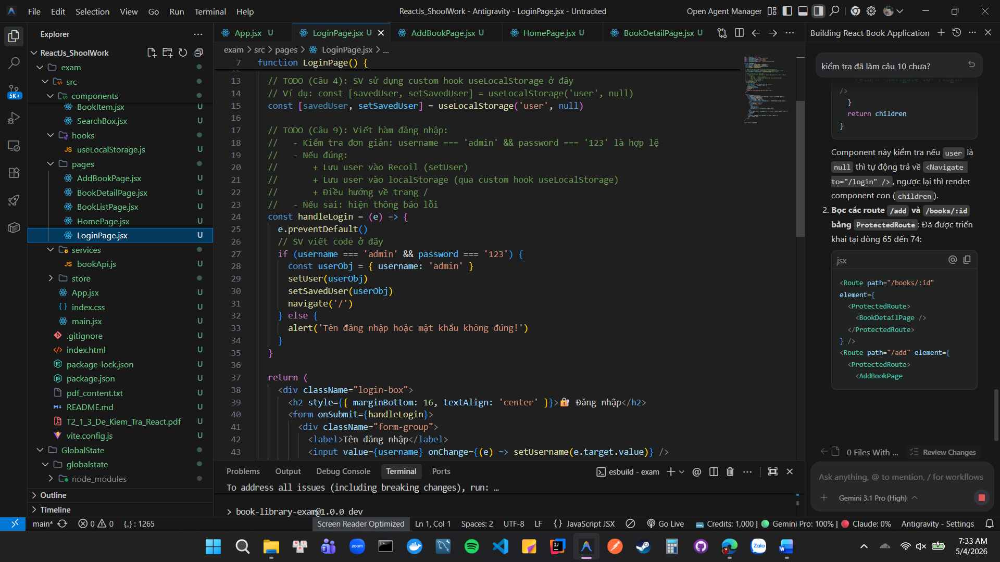 File Edit Selection View Go Run Terminal Help
ReactJs_ShoolWork - Antigravity - LoginPage.jsx - Untracked
Open Agent Manager
Explorer
ReactJs_ShoolWork
exam
src
components
BookItem.jsx U
SearchBox.jsx U
hooks
JS useLocalStorage.js U
pages
AddBookPage.jsx U
BookDetailPage.jsx U
BookListPage.jsx U
HomePage.jsx U
LoginPage.jsx U
services
JS bookApi.js U
store
App.jsx U
index.css U
main.jsx U
.gitignore U
index.html U
package-lock.json U
package.json U
pdf_content.txt U
README.md U
T2_1_3_De_Kiem_Tra_React.pdf U
vite.config.js U
GlobalState
globalstate
node_modules
Outline
Timeline
5K+
App.jsx U
LoginPage.jsx U
AddBookPage.jsx U
HomePage.jsx U
BookDetailPage.jsx U
exam > src > pages > LoginPage.jsx > ...
7 function LoginPage() {
13 // TODO (Câu 4): SV sử dụng custom hook useLocalStorage ở đây
14 // Ví dụ: const [savedUser, setSavedUser] = useLocalStorage('user', null)
15 const [savedUser, setSavedUser] = useLocalStorage('user', null)
16
17 // TODO (Câu 9): Viết hàm đăng nhập:
18 // - Kiểm tra đơn giản: username === 'admin' && password === '123' là hợp lệ
19 // - Nếu đúng:
20 // + Lưu user vào Recoil (setUser)
21 // + Lưu user vào localStorage (qua custom hook useLocalStorage)
22 // + Điều hướng về trang /
23 // - Nếu sai: hiện thông báo lỗi
24 const handleLogin = (e) => {
25 e.preventDefault()
26 // SV viết code ở đây
27 if (username === 'admin' && password === '123') {
28 const userObj = { username: 'admin' }
29 setUser(userObj)
30 setSavedUser(userObj)
31 navigate('/')
32 } else {
33 alert('Tên đăng nhập hoặc mật khẩu không đúng!')
34 }
35 }
36
37 return (
38 <div className="login-box">
39 <h2 style={{ marginBottom: 16, textAlign: 'center' }}>🔐 Đăng nhập</h2>
40 <form onSubmit={handleLogin}>
41 <div className="form-group">
42 <label>Tên đăng nhập</label>
43 <input value={username} onChange={(e) => setUsername(e.target.value)} />
Problems Output Debug Console Terminal Ports
esbuild - exam
To address all issues (including breaking changes), run: …
> book-library-exam@1.0.0 dev
Building React Book Application
kiểm tra đã làm câu 10 chưa?
return <Navigate to="/login"
/>
}
return children
}
Component này kiểm tra nếu user là
null thì tự động trả về <Navigate
to="/login" />, ngược lại thì render
component con (children).
2. Bọc các route /add và /books/:id
bằng ProtectedRoute: Đã được triển
khai tại dòng 65 đến 74:
jsx
<Route path="/books/:id"
element={
<ProtectedRoute>
<BookDetailPage />
</ProtectedRoute>
} />
<Route path="/add" element={
<ProtectedRoute>
<AddBookPage
0 Files With ... Review Changes
Ask anything, @ to mention, / for workflows
Gemini 3.1 Pro (High)
main* 0 0 {..} : 1265
Screen Reader Optimized Ln 1, Col 1 Spaces: 2 UTF-8 LF {} JavaScript JSX Go Live Credits: 1,000 | Gemini Pro: 100% | Claude: 0% Antigravity - Settings
zoom
Zalo
7:33 AM
5/4/2026